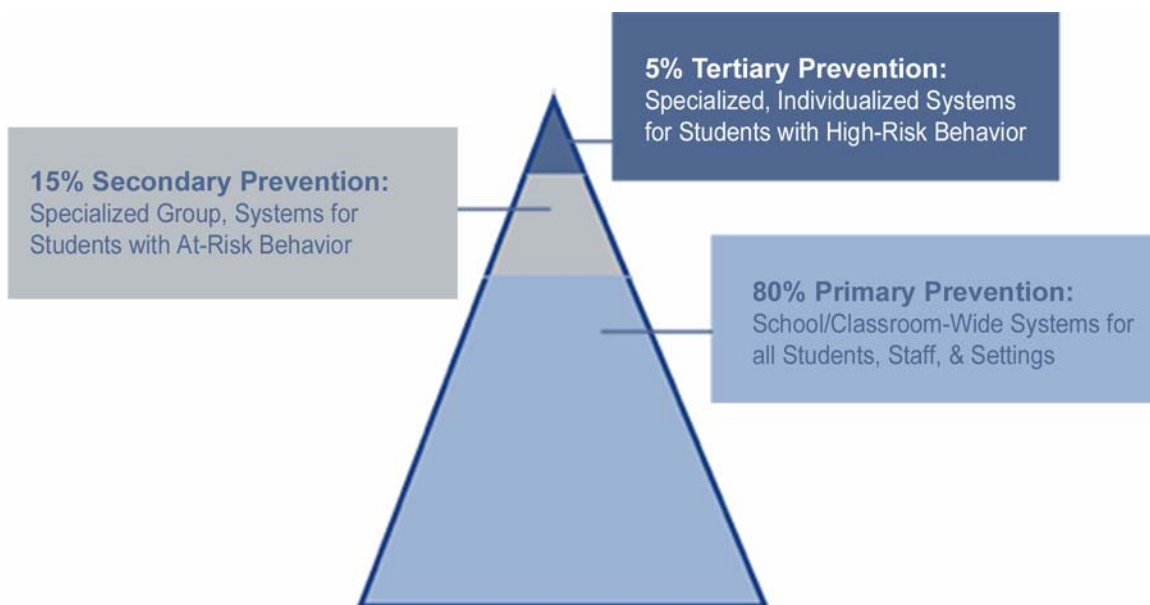 5% Tertiary Prevention:
Specialized, Individualized Systems
for Students with High-Risk Behavior
15% Secondary Prevention:
Specialized Group, Systems for
Students with At-Risk Behavior
80% Primary Prevention:
School/Classroom-Wide Systems for
all Students, Staff, & Settings